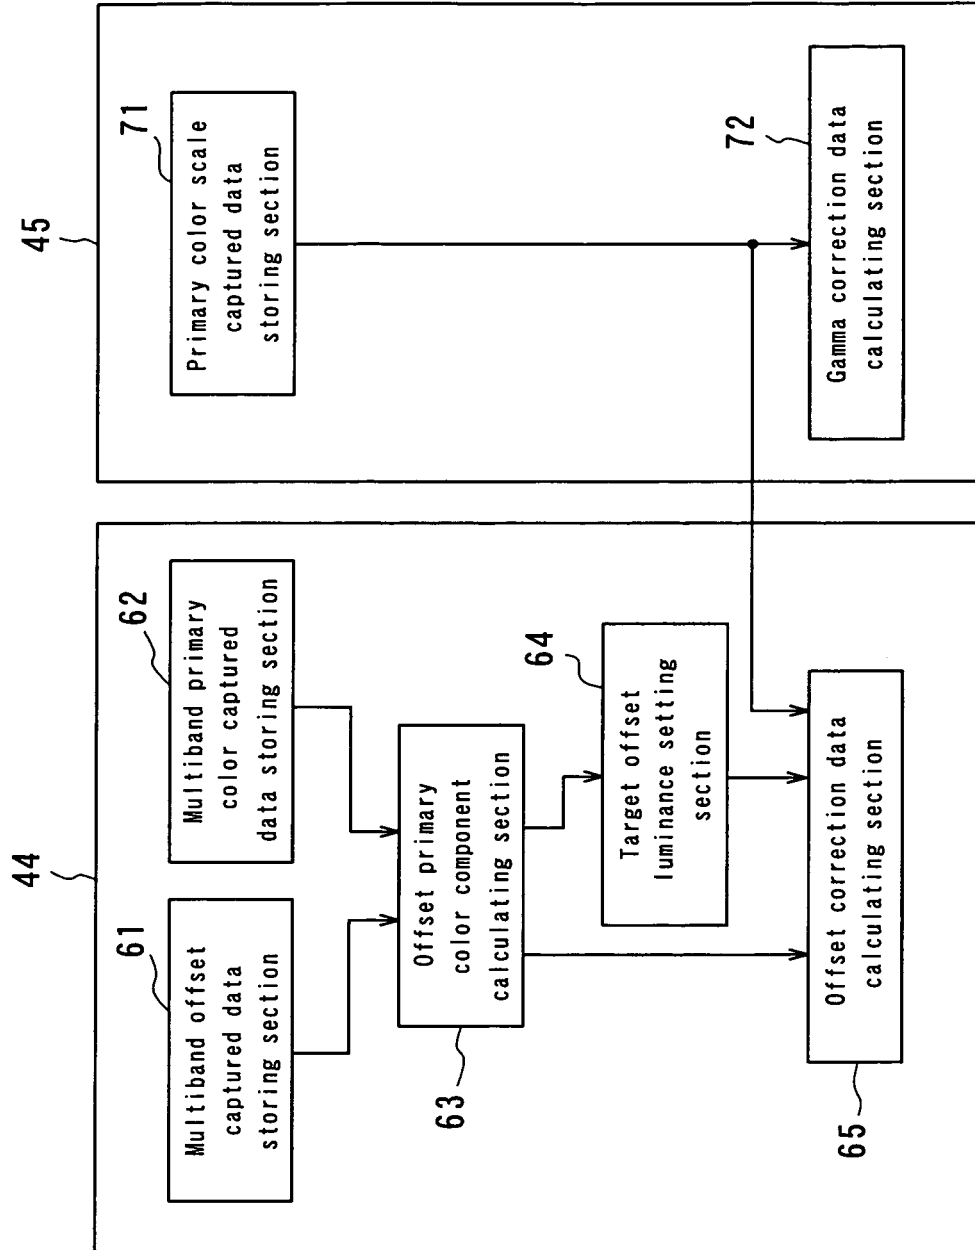 44
61
Multiband offset
captured data
storing section
62
Multiband primary
color captured
data storing section
63
Offset primary
color component
calculating section
64
Target offset
luminance setting
section
65
Offset correction data
calculating section
45
71
Primary color scale
captured data
storing section
72
Gamma correction data
calculating section